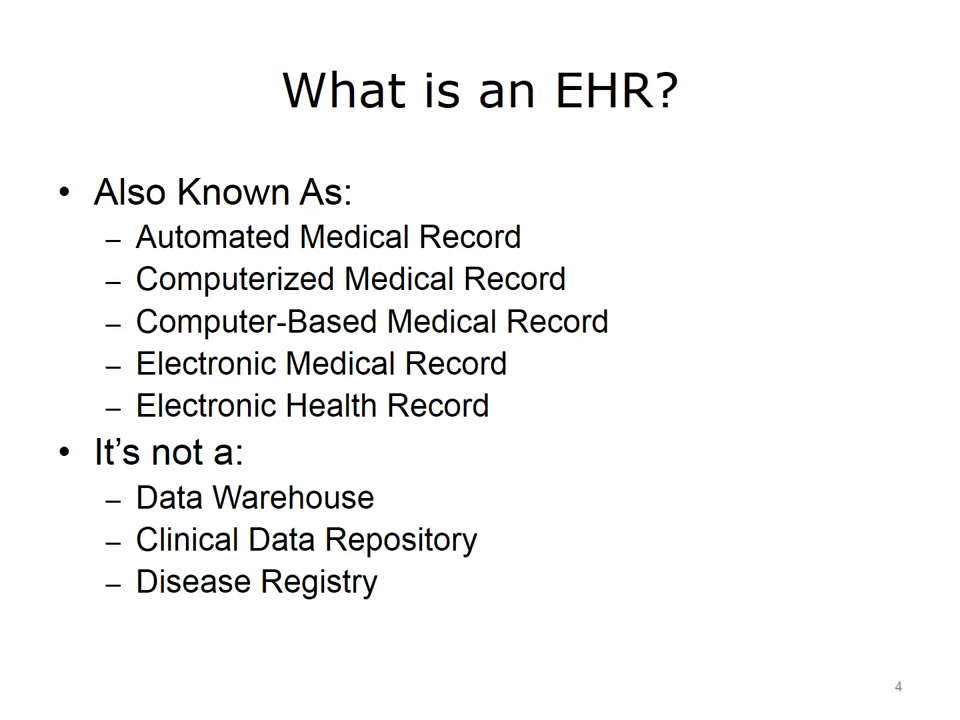 What is an EHR?
• Also Known As:
– Automated Medical Record
– Computerized Medical Record
– Computer-Based Medical Record
– Electronic Medical Record
– Electronic Health Record
• It’s not a:
– Data Warehouse
– Clinical Data Repository
– Disease Registry
4